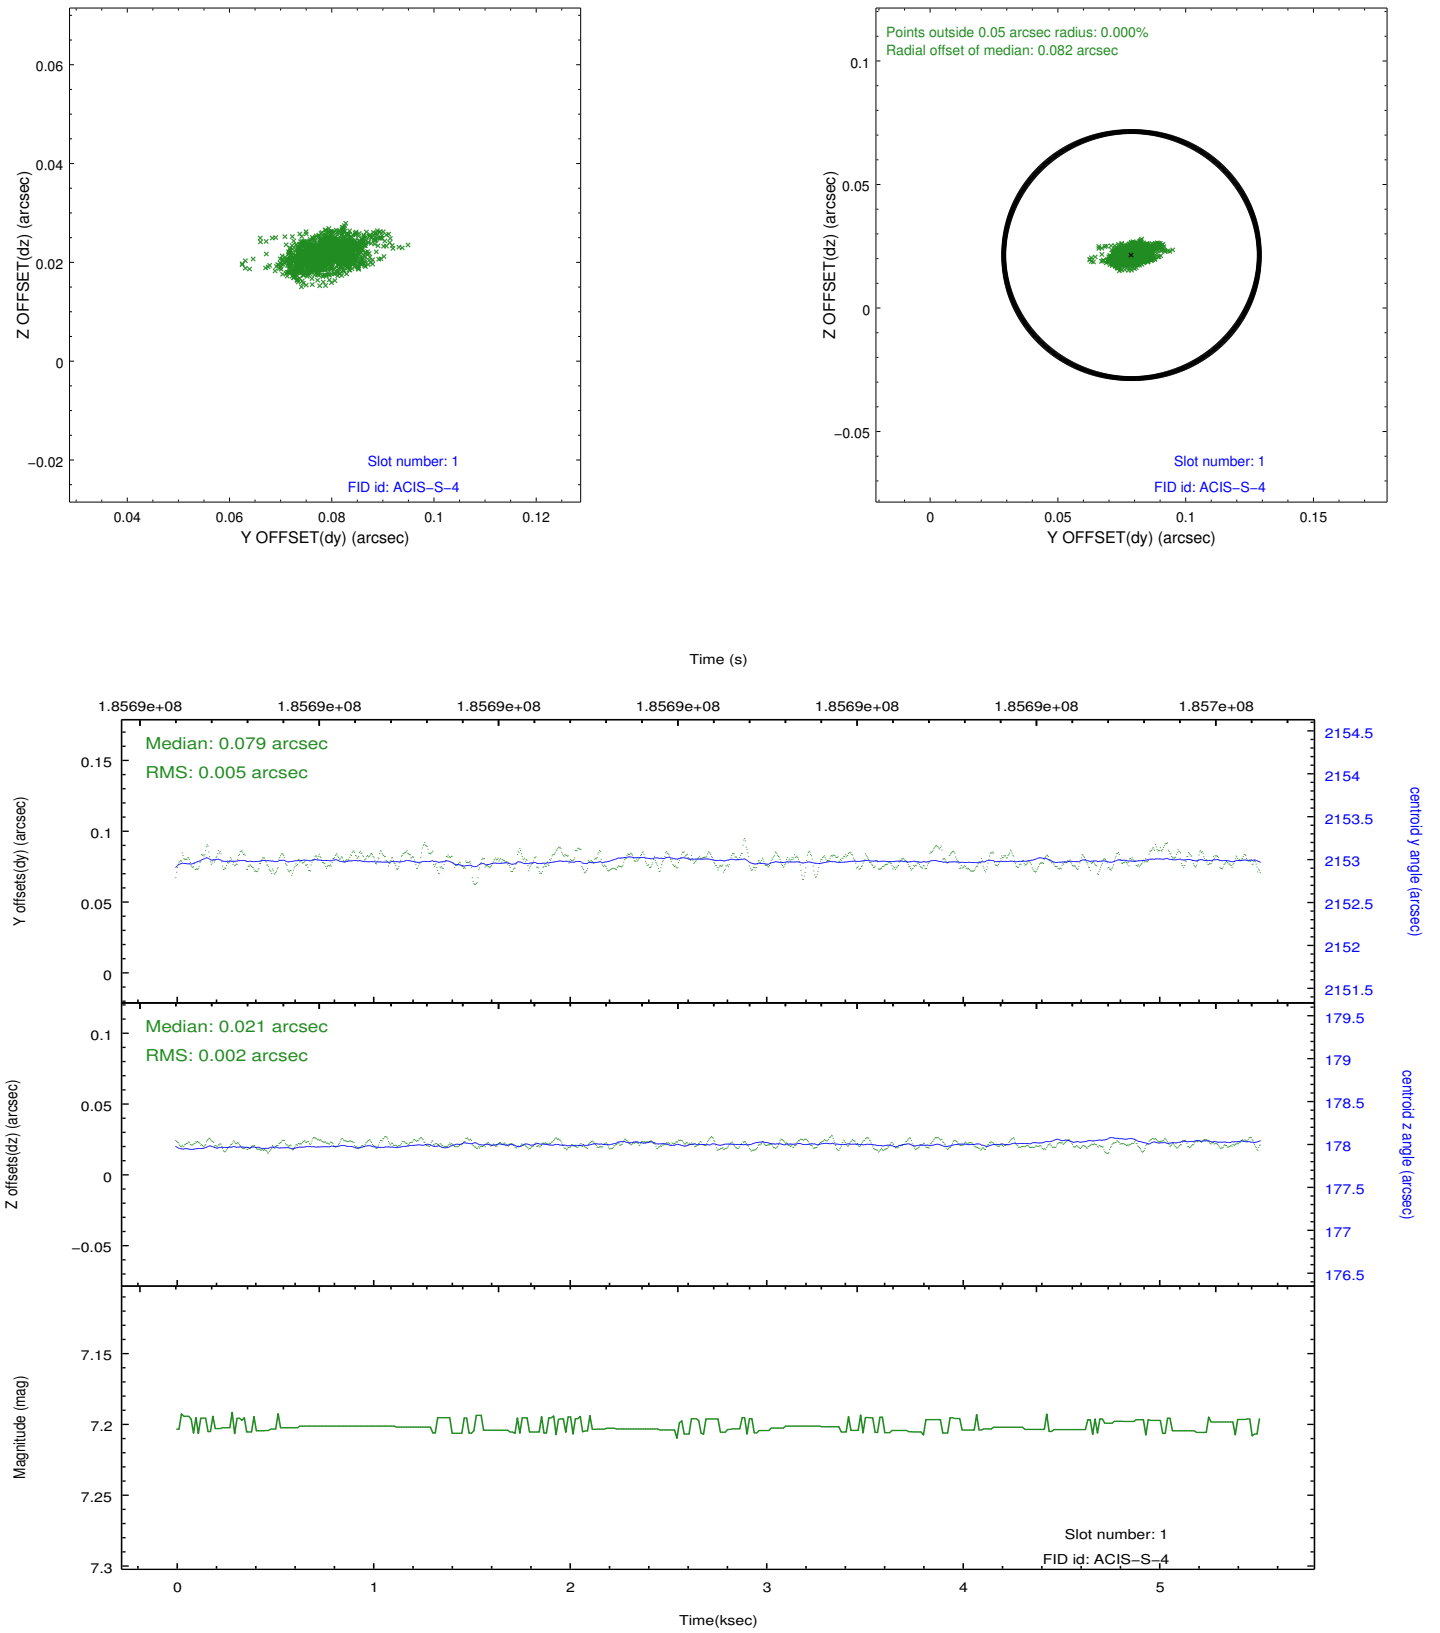 0.06
0.04
0.02
0
−0.02
Z OFFSET(dz) (arcsec)
Slot number: 1
FID id: ACIS−S−4
0.04 0.06 0.08 0.1 0.12
Y OFFSET(dy) (arcsec)
Points outside 0.05 arcsec radius: 0.000%
Radial offset of median: 0.082 arcsec
0.1
0.05
0
−0.05
Z OFFSET(dz) (arcsec)
Slot number: 1
FID id: ACIS−S−4
0 0.05 0.1 0.15
Y OFFSET(dy) (arcsec)
Time (s)
1.8569e+08 1.8569e+08 1.8569e+08 1.8569e+08 1.8569e+08 1.8569e+08 1.857e+08
Median: 0.079 arcsec
RMS: 0.005 arcsec
0.15
0.1
0.05
0
Y offsets(dy) (arcsec)
2154.5
2154
2153.5
2153
2152.5
2152
2151.5
centroid y angle (arcsec)
Median: 0.021 arcsec
RMS: 0.002 arcsec
0.1
0.05
0
−0.05
Z offsets(dz) (arcsec)
179.5
179
178.5
178
177.5
177
176.5
centroid z angle (arcsec)
7.15
7.2
7.25
7.3
Magnitude (mag)
Slot number: 1
FID id: ACIS−S−4
0 1 2 3 4 5
Time(ksec)